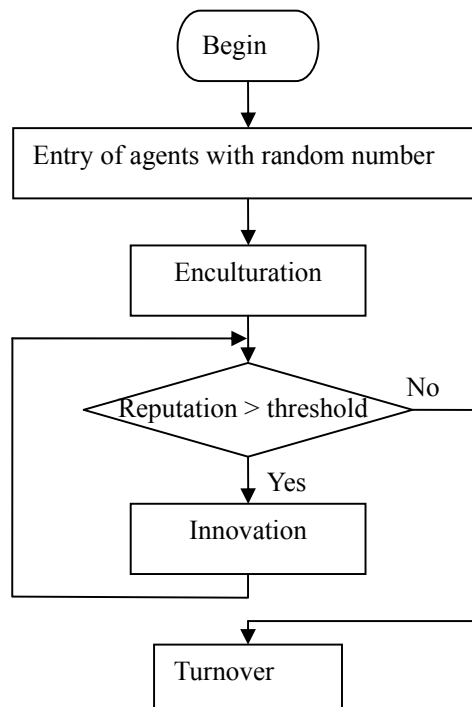 Begin
Entry of agents with random number
Enculturation
Reputation > threshold
No
Yes
Innovation
Turnover